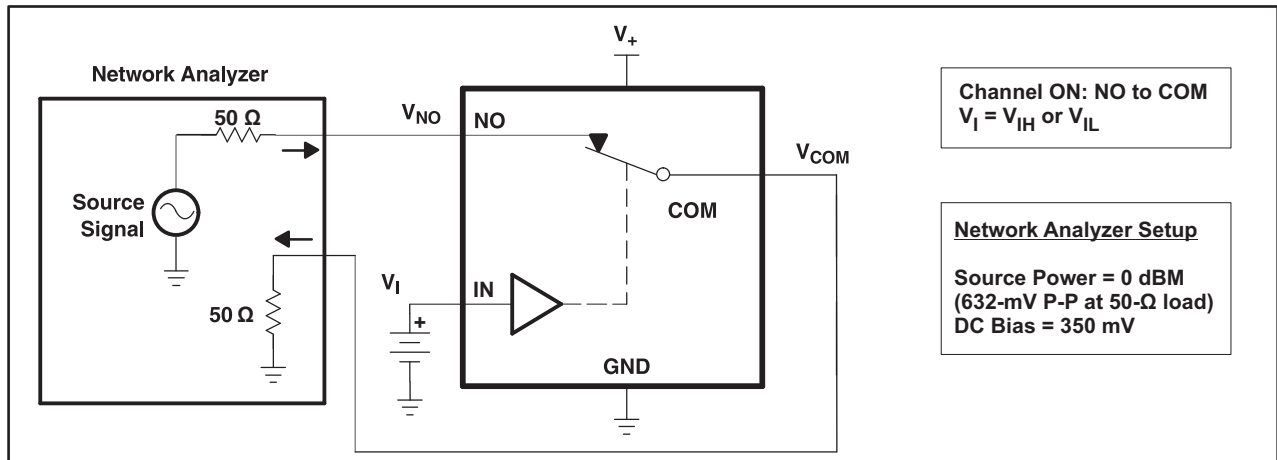 Network Analyzer
50 Ω
Source
Signal
50 Ω
V+
VNO
NO
VCOM
COM
VI
IN
+
GND
Channel ON: NO to COM
VI = VIH or VIL
Network Analyzer Setup
Source Power = 0 dBM
(632-mV P-P at 50-Ω load)
DC Bias = 350 mV